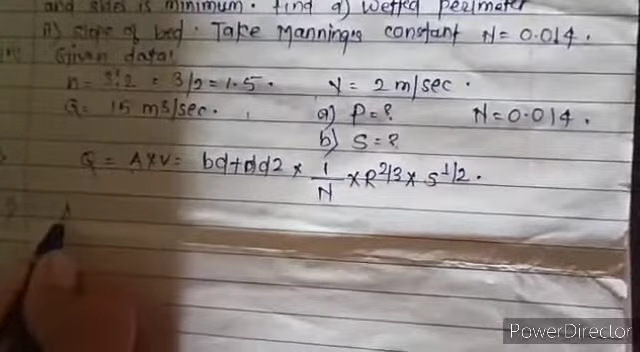 and sides is minimum. find a) Wetted perimeter
ii) slope of bed. Take Manning's constant N = 0.014.
Given data:
n = 3:2 = 3/2 = 1.5. V = 2 m/sec.
Q = 15 m3/sec. a) P = ? N = 0.014.
b) S = ?
Q = A×V = bd+nd2 × 1/N × R2/3 × S1/2.
A
PowerDirector